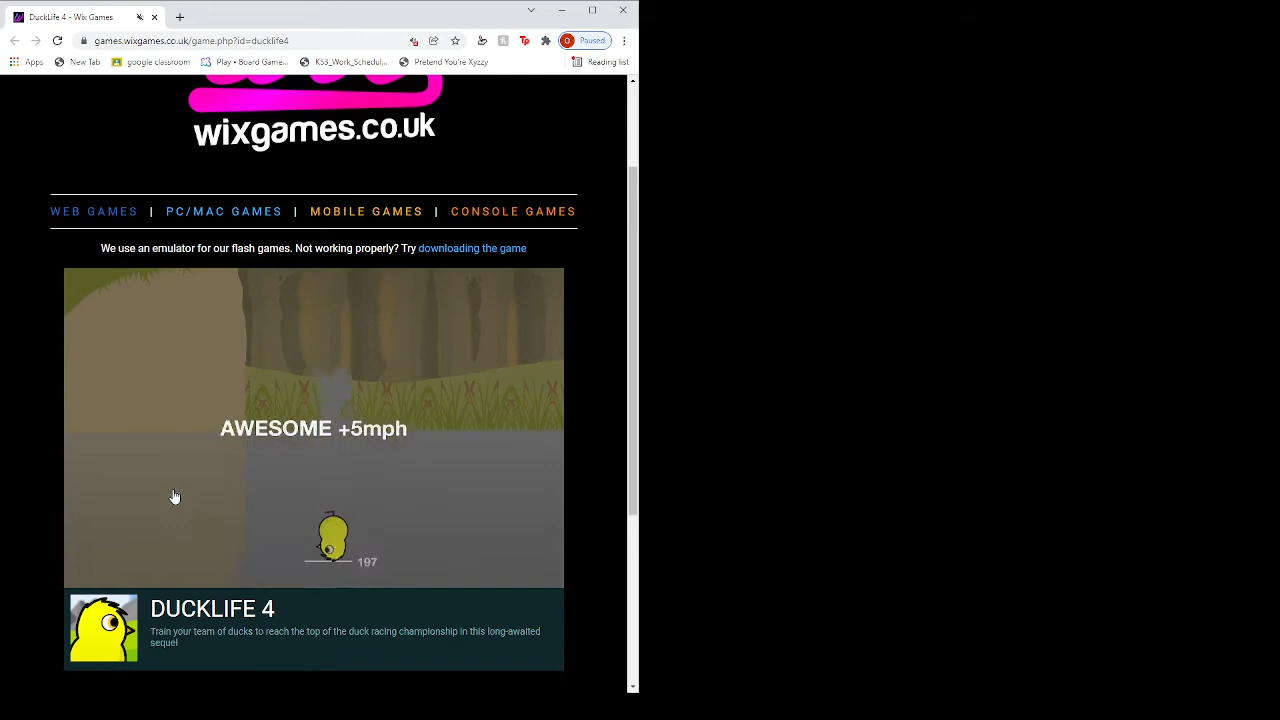 DuckLife 4 - Wix Games
games.wixgames.co.uk/game.php?id=ducklife4
Paused
Apps
New Tab
google classroom
Play • Board Game...
KS3_Work_Schedul...
Pretend You're Xyzzy
Reading list
wixgames.co.uk
WEB GAMES | PC/MAC GAMES | MOBILE GAMES | CONSOLE GAMES
We use an emulator for our flash games. Not working properly? Try downloading the game
AWESOME +5mph
197
DUCKLIFE 4
Train your team of ducks to reach the top of the duck racing championship in this long-awaited
sequel